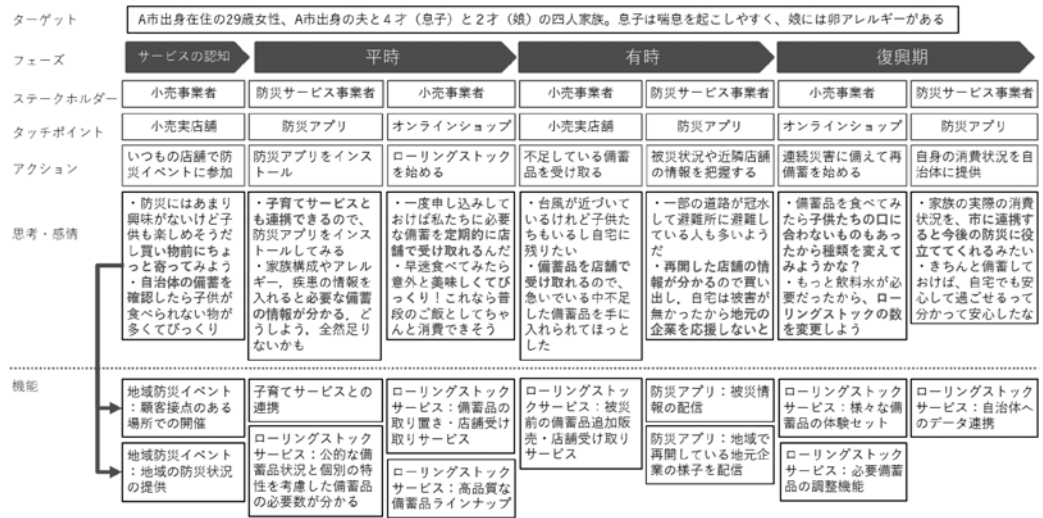 ターゲット
A市出身在住の29歳女性、A市出身の夫と4才（息子）と2才（娘）の四人家族。息子は喘息を起こしやすく、娘には卵アレルギーがある
フェーズ
サービスの認知
平時
有時
復興期
ステークホルダー
小売事業者
防災サービス事業者
小売事業者
小売事業者
防災サービス事業者
小売事業者
防災サービス事業者
タッチポイント
小売実店舗
防災アプリ
オンラインショップ
小売実店舗
防災アプリ
オンラインショップ
防災アプリ
アクション
いつもの店舗で防
災イベントに参加
防災アプリをインス
トール
ローリングストック
を始める
不足している備蓄
品を受け取る
被災状況や近隣店舗
の情報を把握する
連続災害に備えて再
備蓄を始める
自身の消費状況を自
治体に提供
思考・感情
・防災にはあまり
興味がないけど子
供も楽しめそうだ
し買い物前にちょ
っと寄ってみよう
・自治体の備蓄を
確認したら子供が
食べられない物が
多くてびっくり
・子育てサービスと
も連携できるので、
防災アプリをインス
トールしてみる
・家族構成やアレル
ギー，疾患の情報を
入れると必要な備蓄
の情報が分かる，ど
うしよう，全然足り
ないかも
・一度申し込みして
おけば私たちに必要
な備蓄を定期的に店
舗で受け取れるんだ
・早速食べてみたら
意外と美味しくてび
っくり！これなら普
段のご飯としてちゃ
んと消費できそう
・台風が近づいて
いるけれど子供た
ちもいるし自宅に
残りたい
・備蓄品を店舗で
受け取れるので、
急いでいる中不足
した備蓄品を手に
入れられてほっと
した
・一部の道路が冠水
して避難所に避難し
ている人も多いよう
だ
・再開した店舗の情
報が分かるので買い
出し，自宅は被害が
無かったから地元の
企業を応援しないと
・備蓄品を食べてみ
たら子供たちの口に
合わないものもあっ
たから種類を変えて
みようかな？
・もっと飲料水が必
要だったから、ロー
リングストックの数
を変更しよう
・家族の実際の消費
状況を、市に連携す
ると今後の防災に役
立ててくれるみたい
・きちんと備蓄して
おけば、自宅でも安
心して過ごせるって
分かって安心したな
機能
地域防災イベント
：顧客接点のある
場所での開催
地域防災イベント
：地域の防災状況
の提供
子育てサービスとの
連携
ローリングストック
サービス：公的な備
蓄品状況と個別の特
性を考慮した備蓄品
の必要数が分かる
ローリングストック
サービス：備蓄品の
取り置き・店舗受け
取りサービス
ローリングストック
サービス：高品質な
備蓄品ラインナップ
ローリングストッ
クサービス：被災
前の備蓄品追加販
売・店舗受け取り
サービス
防災アプリ：被災情
報の配信
防災アプリ：地域で
再開している地元企
業の様子を配信
ローリングストック
サービス：様々な備
蓄品の体験セット
ローリングストック
サービス：必要備蓄
品の調整機能
ローリングストック
サービス：自治体へ
のデータ連携